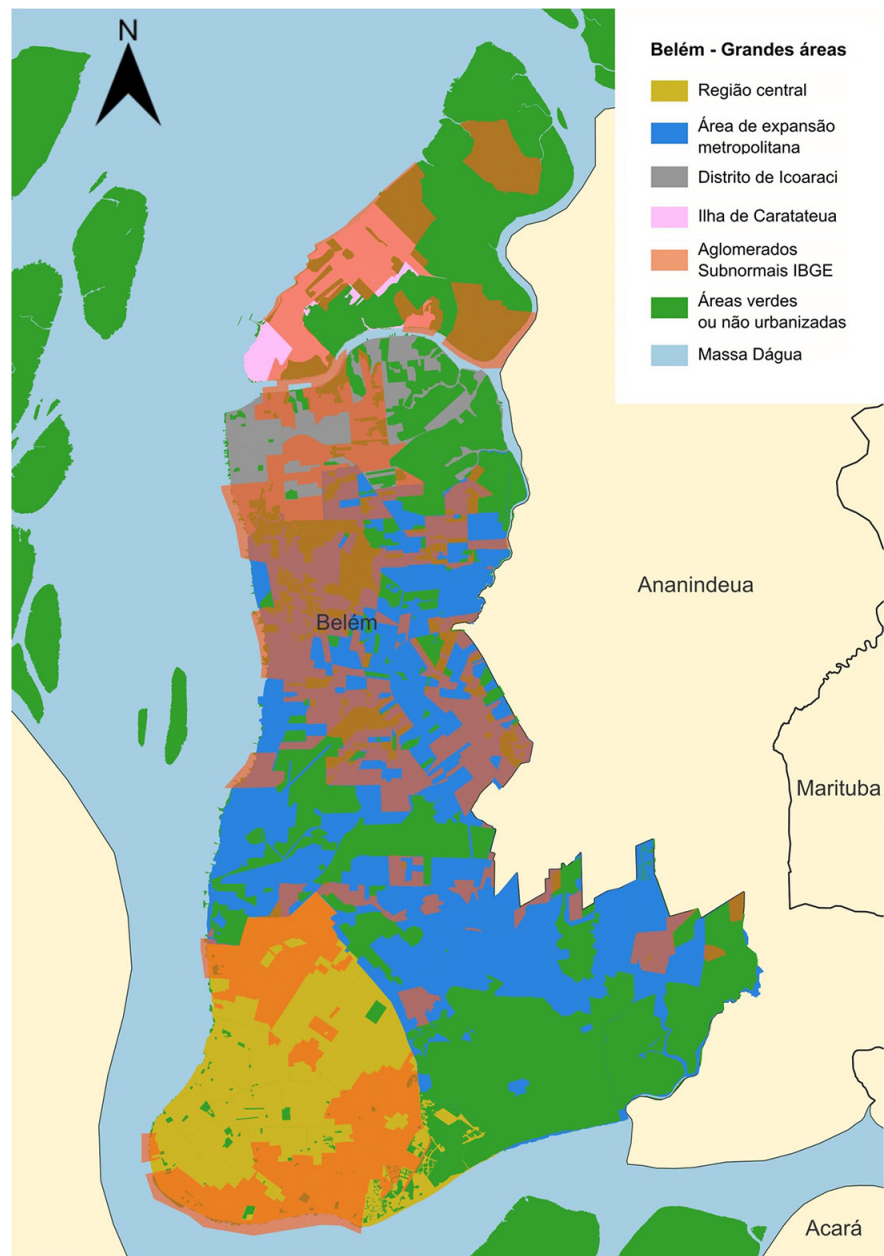 N
Belém - Grandes áreas
Região central
Área de expansão
metropolitana
Distrito de Icoaraci
Ilha de Caratateua
Aglomerados
Subnormais IBGE
Áreas verdes
ou não urbanizadas
Massa Dágua
Ananindeua
Belém
Marituba
Acará